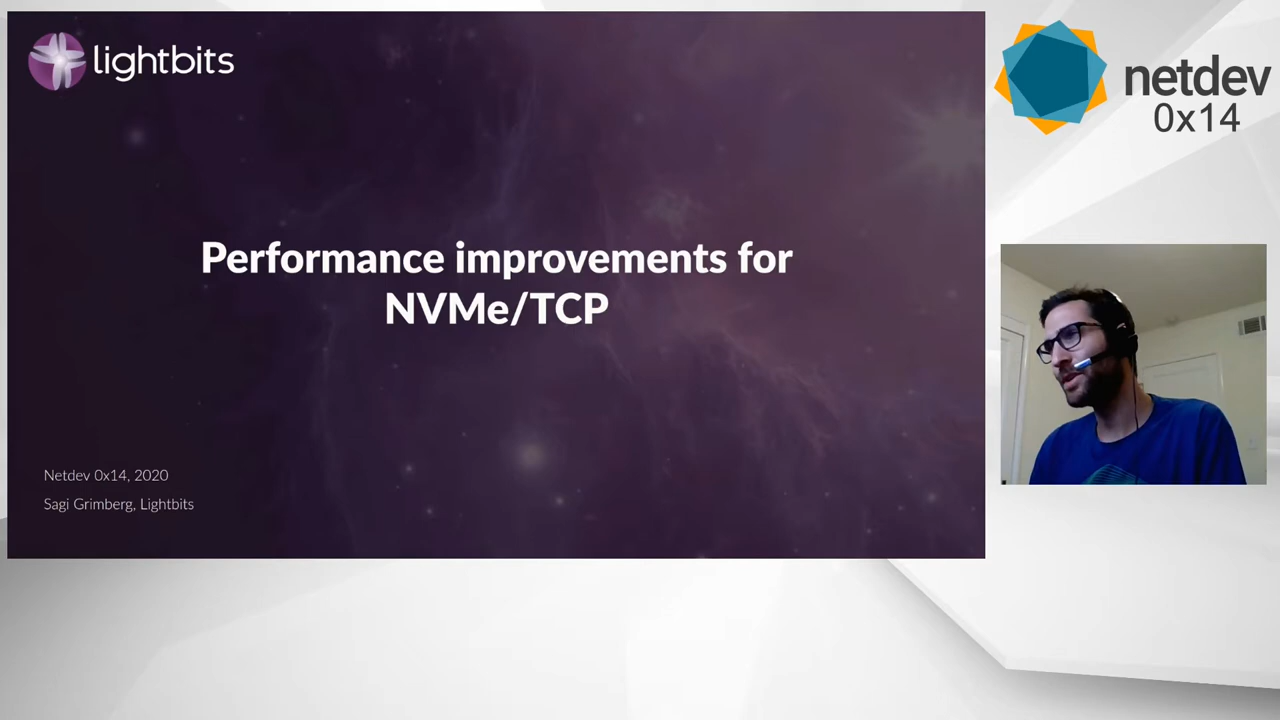 lightbits
Performance improvements for
NVMe/TCP
Netdev 0x14, 2020
Sagi Grimberg, Lightbits
netdev
0x14